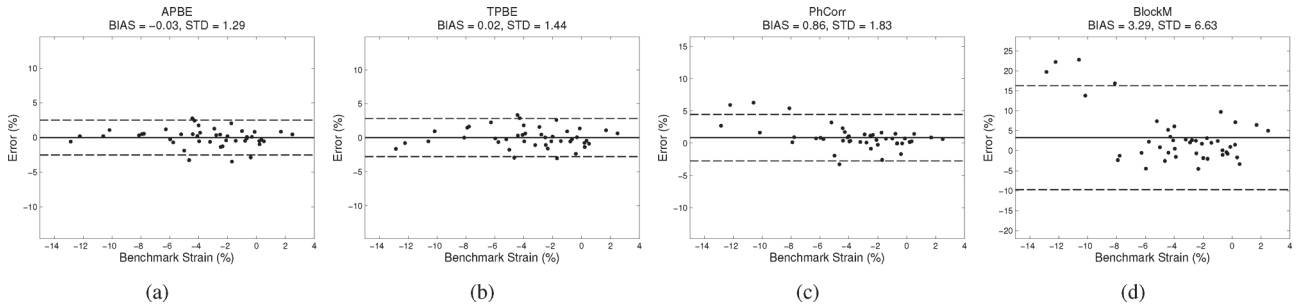 APBE
BIAS = −0.03, STD = 1.29
Error (%)
10
5
0
−5
−10
−14 −12 −10 −8 −6 −4 −2 0 2 4
Benchmark Strain (%)
(a)
TPBE
BIAS = 0.02, STD = 1.44
Error (%)
10
5
0
−5
−10
−14 −12 −10 −8 −6 −4 −2 0 2 4
Benchmark Strain (%)
(b)
PhCorr
BIAS = 0.86, STD = 1.83
Error (%)
15
10
5
0
−5
−10
−14 −12 −10 −8 −6 −4 −2 0 2 4
Benchmark Strain (%)
(c)
BlockM
BIAS = 3.29, STD = 6.63
Error (%)
25
20
15
10
5
0
−5
−10
−15
−20
−14 −12 −10 −8 −6 −4 −2 0 2 4
Benchmark Strain (%)
(d)